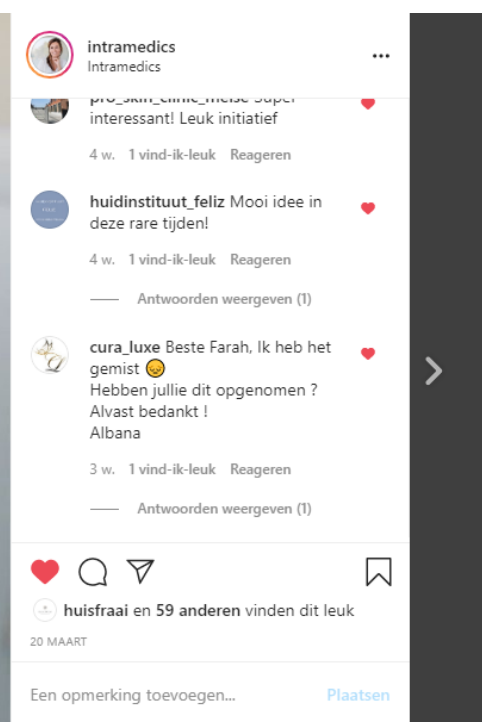 intramedics
Intramedics
pro_skin_clinic_meise Super
interessant! Leuk initiatief
4 w. 1 vind-ik-leuk Reageren
huidinstituut_feliz Mooi idee in
deze rare tijden!
4 w. 1 vind-ik-leuk Reageren
Antwoorden weergeven (1)
cura_luxe Beste Farah, Ik heb het
gemist 😞
Hebben jullie dit opgenomen ?
Alvast bedankt !
Albana
3 w. 1 vind-ik-leuk Reageren
Antwoorden weergeven (1)
huisfraai en 59 anderen vinden dit leuk
20 MAART
Een opmerking toevoegen... Plaatsen